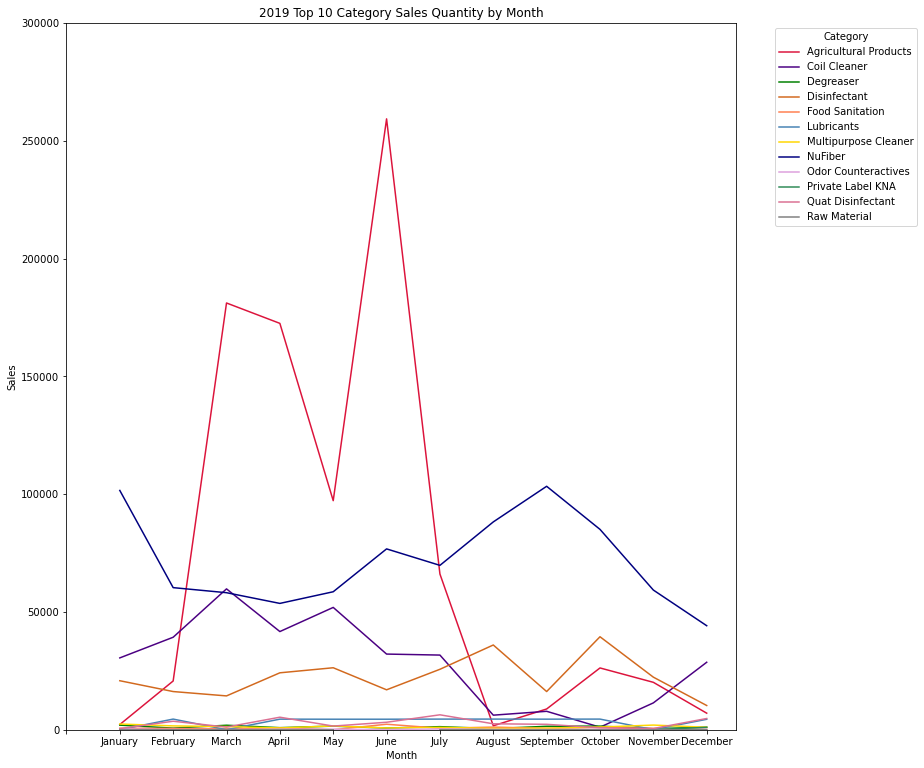 2019 Top 10 Category Sales Quantity by Month
300000
250000
200000
150000
100000
50000
0
Sales
January February March April May June July August September October November December
Month
Category
Agricultural Products
Coil Cleaner
Degreaser
Disinfectant
Food Sanitation
Lubricants
Multipurpose Cleaner
NuFiber
Odor Counteractives
Private Label KNA
Quat Disinfectant
Raw Material